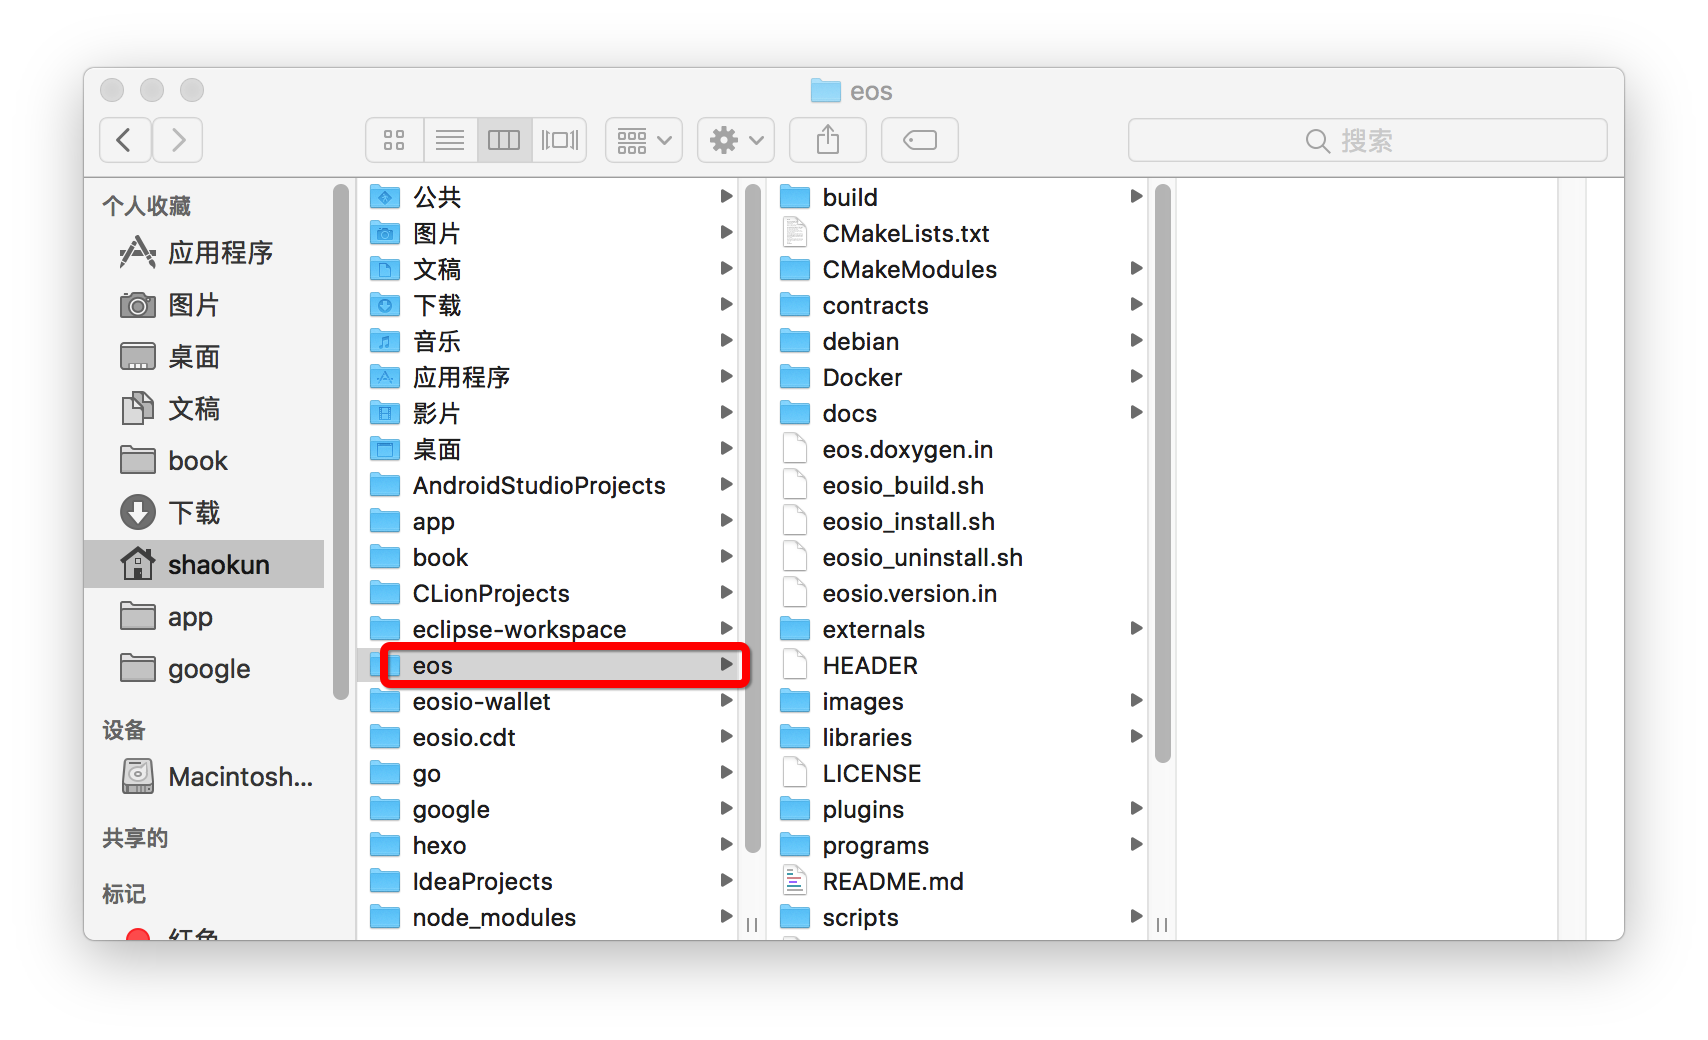 eos
搜索
个人收藏
应用程序
图片
桌面
文稿
book
下载
shaokun
app
google
设备
Macintosh...
共享的
标记
红色
公共
图片
文稿
下载
音乐
应用程序
影片
桌面
AndroidStudioProjects
app
book
CLionProjects
eclipse-workspace
eos
eosio-wallet
eosio.cdt
go
google
hexo
IdeaProjects
node_modules
build
CMakeLists.txt
CMakeModules
contracts
debian
Docker
docs
eos.doxygen.in
eosio_build.sh
eosio_install.sh
eosio_uninstall.sh
eosio.version.in
externals
HEADER
images
libraries
LICENSE
plugins
programs
README.md
scripts